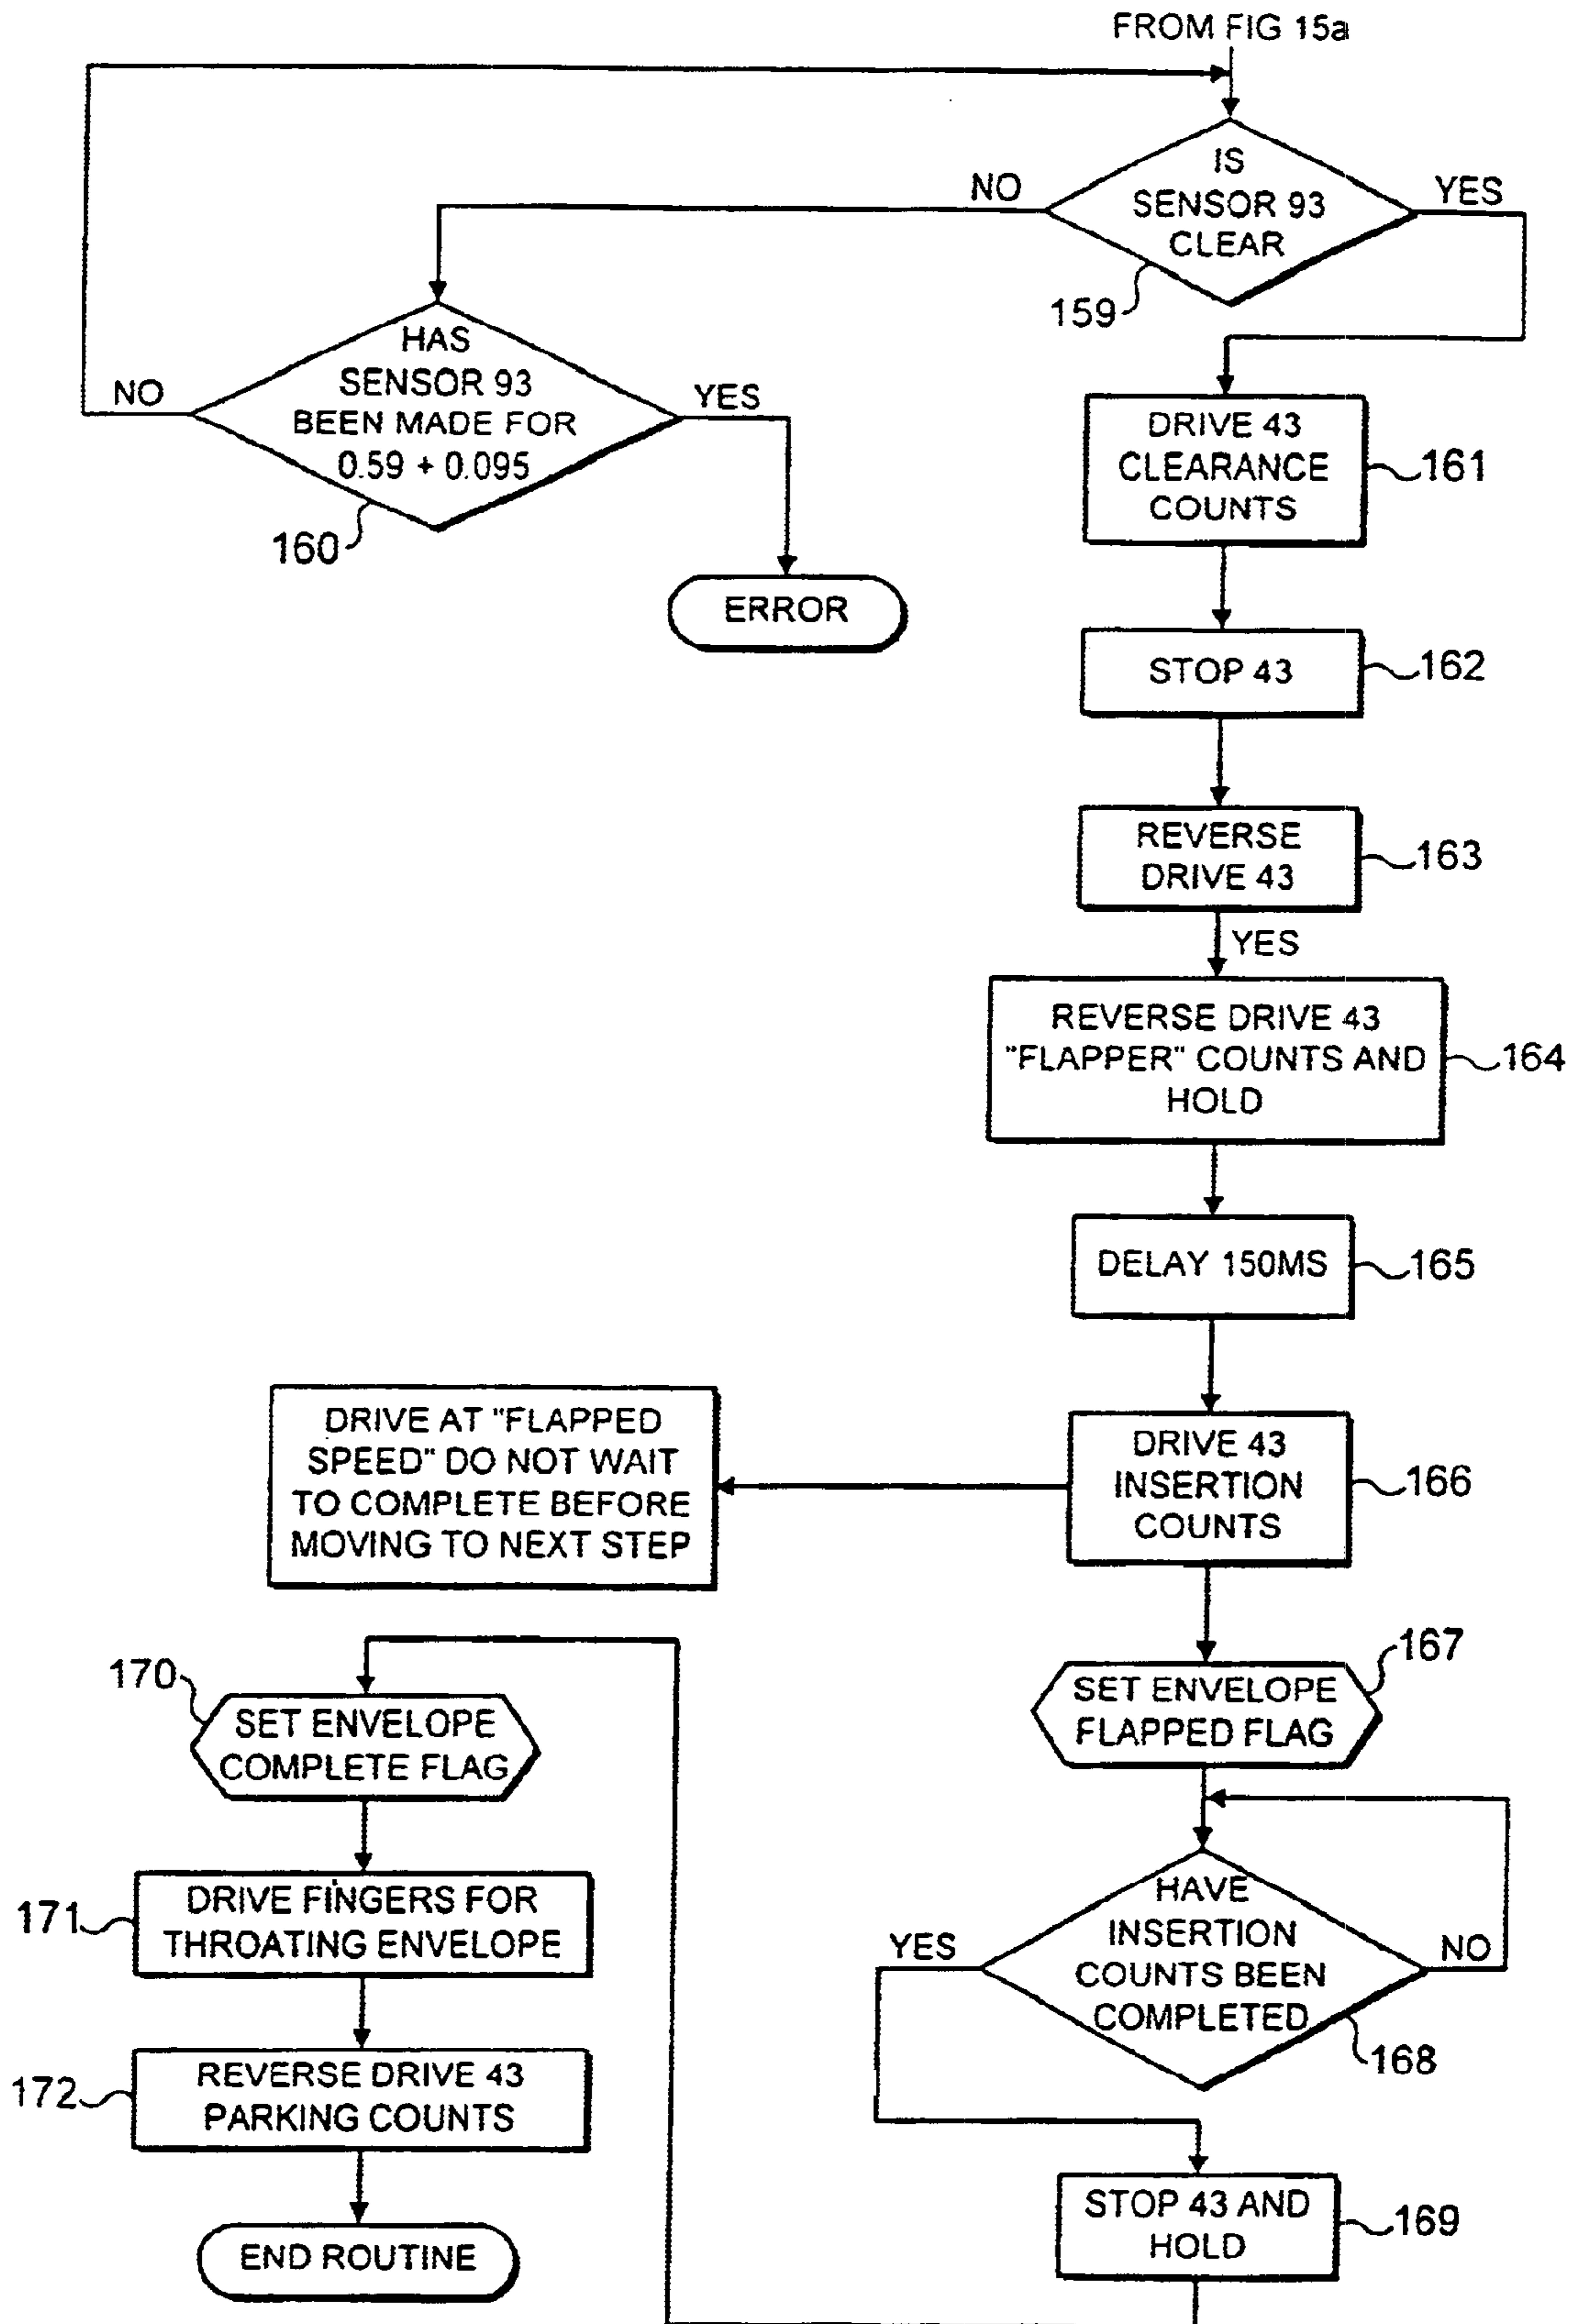 FROM FIG 15a
IS
SENSOR 93
CLEAR
NO
YES
159
HAS
SENSOR 93
BEEN MADE FOR
0.59 + 0.095
NO
YES
160
ERROR
DRIVE 43
CLEARANCE
COUNTS
161
STOP 43
162
REVERSE
DRIVE 43
163
YES
REVERSE DRIVE 43
"FLAPPER" COUNTS AND
HOLD
164
DELAY 150MS
165
DRIVE 43
INSERTION
COUNTS
166
DRIVE AT "FLAPPED
SPEED" DO NOT WAIT
TO COMPLETE BEFORE
MOVING TO NEXT STEP
167
SET ENVELOPE
FLAPPED FLAG
HAVE
INSERTION
COUNTS BEEN
COMPLETED
YES
NO
168
STOP 43 AND
HOLD
169
170
SET ENVELOPE
COMPLETE FLAG
DRIVE FINGERS FOR
THROATING ENVELOPE
171
REVERSE DRIVE 43
PARKING COUNTS
172
END ROUTINE